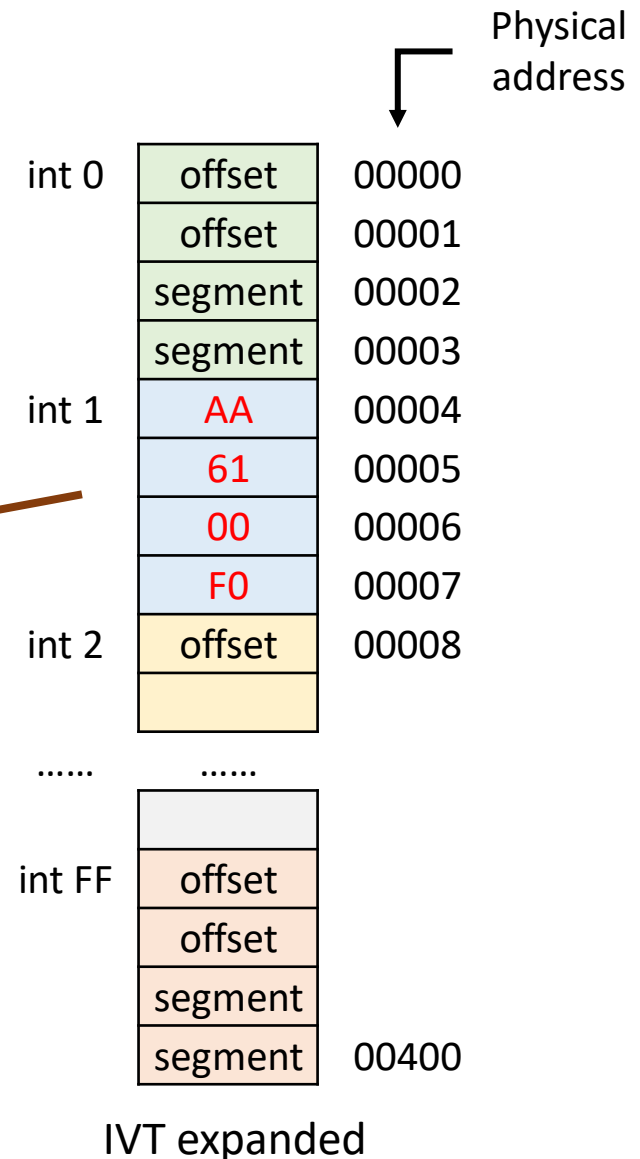 Physical
address
int 0 offset 00000
offset 00001
segment 00002
segment 00003
int 1 AA 00004
61 00005
00 00006
F0 00007
int 2 offset 00008
...... ......
int FF offset
offset
segment
segment 00400
IVT expanded